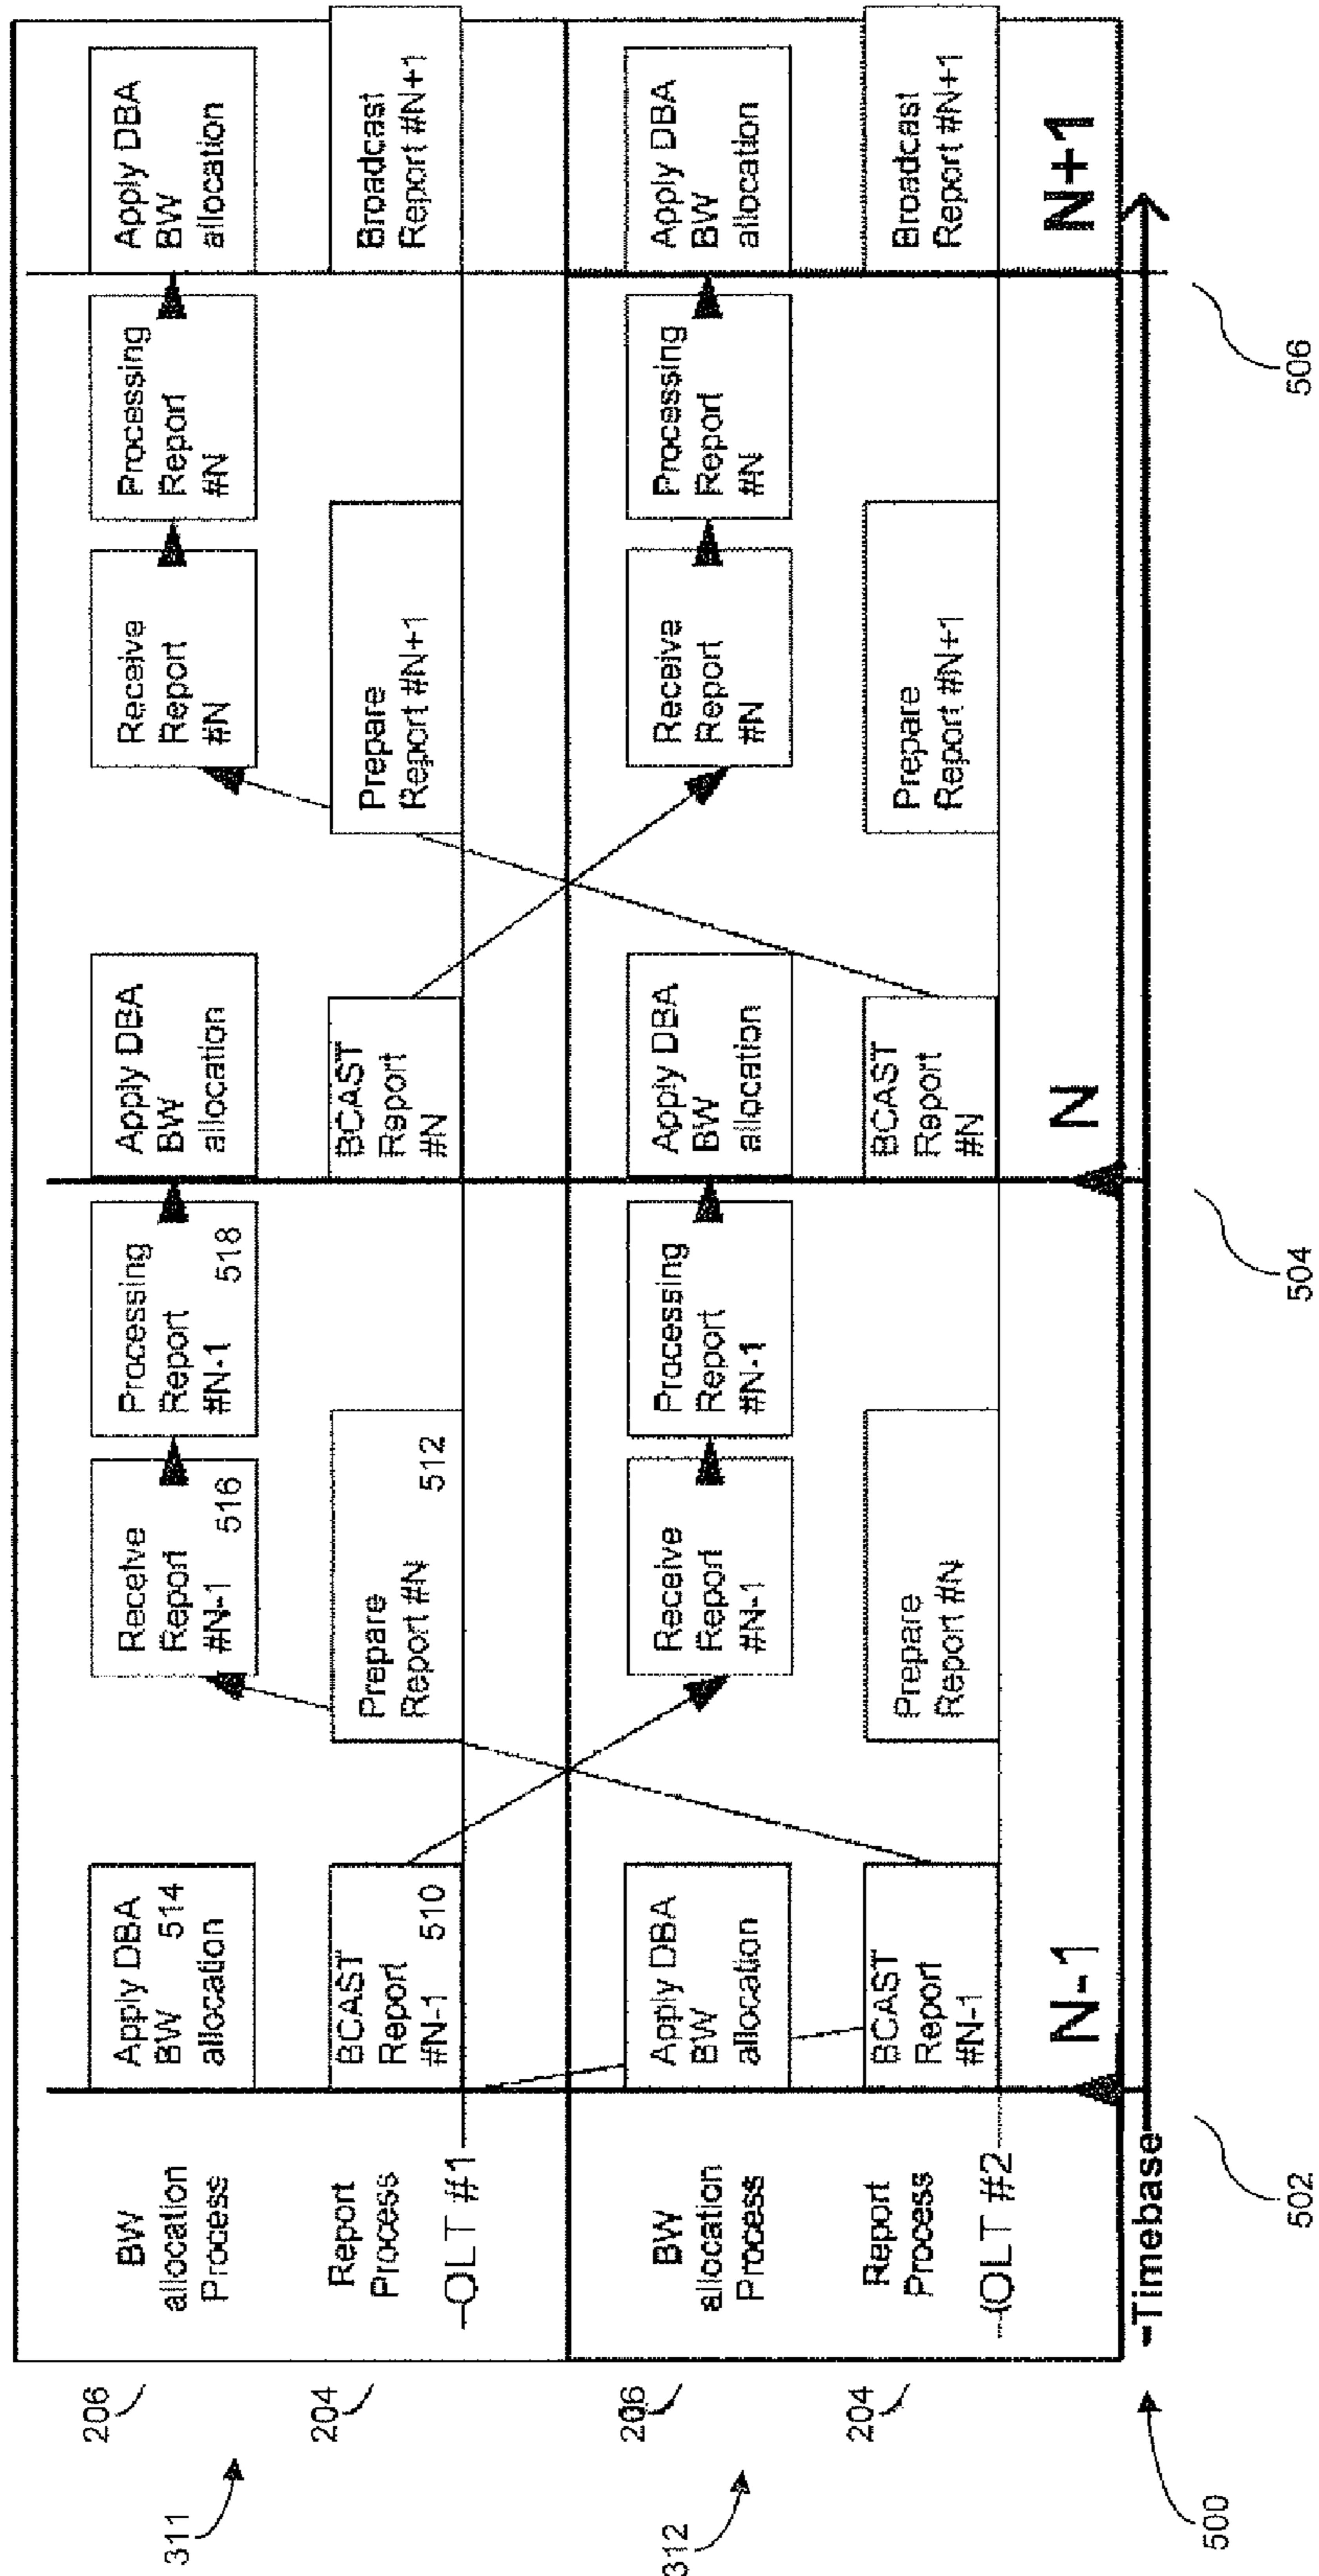 311
206
BW
allocation
Process
Apply DBA
BW 514
allocation
Receive
Report
#N-1 516
Processing
Report
#N-1 518
Apply DBA
BW
allocation
Receive
Report
#N
Processing
Report
#N
Apply DBA
BW
allocation
204
Report
Process
BCAST
Report
#N-1 510
Prepare
Report #N
512
BCAST
Report
#N
Prepare
Report #N+1
Broadcast
Report #N+1
OLT #1
312
206
BW
allocation
Process
Apply DBA
BW
allocation
Receive
Report
#N-1
Processing
Report
#N-1
Apply DBA
BW
allocation
Receive
Report
#N
Processing
Report
#N
Apply DBA
BW
allocation
204
Report
Process
BCAST
Report
#N-1
Prepare
Report #N
BCAST
Report
#N
Prepare
Report #N+1
Broadcast
Report #N+1
OLT #2
N-1
N
N+1
Timebase
500
502
504
506